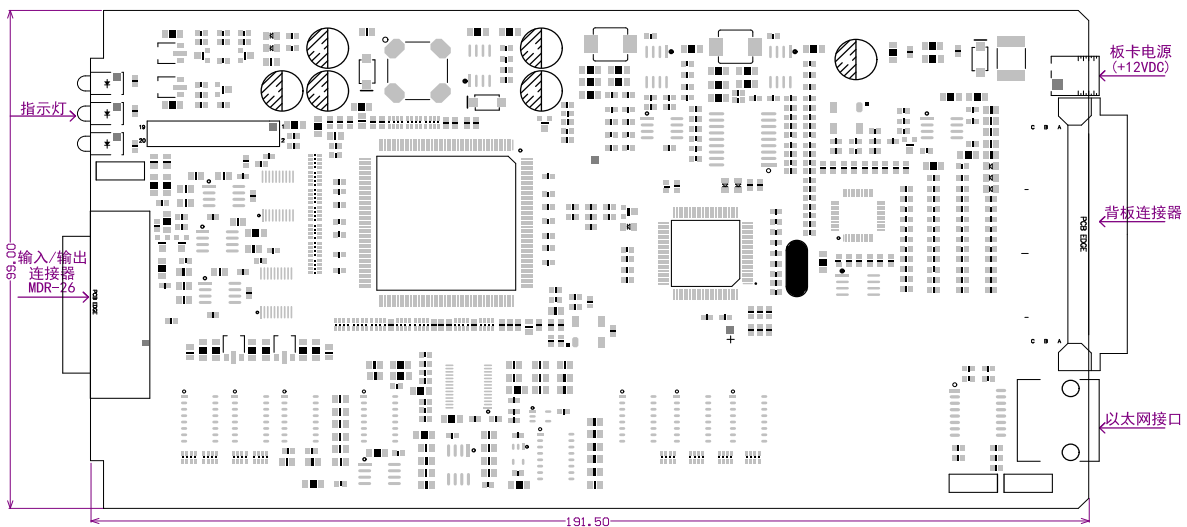 板卡电源
(+12VDC)
指示灯
19
20
2
C B A
背板连接器
PCB EDGE
99.00
输入/输出
连接器
MDR-26
PCB EDGE
+
C B A
以太网接口
191.50